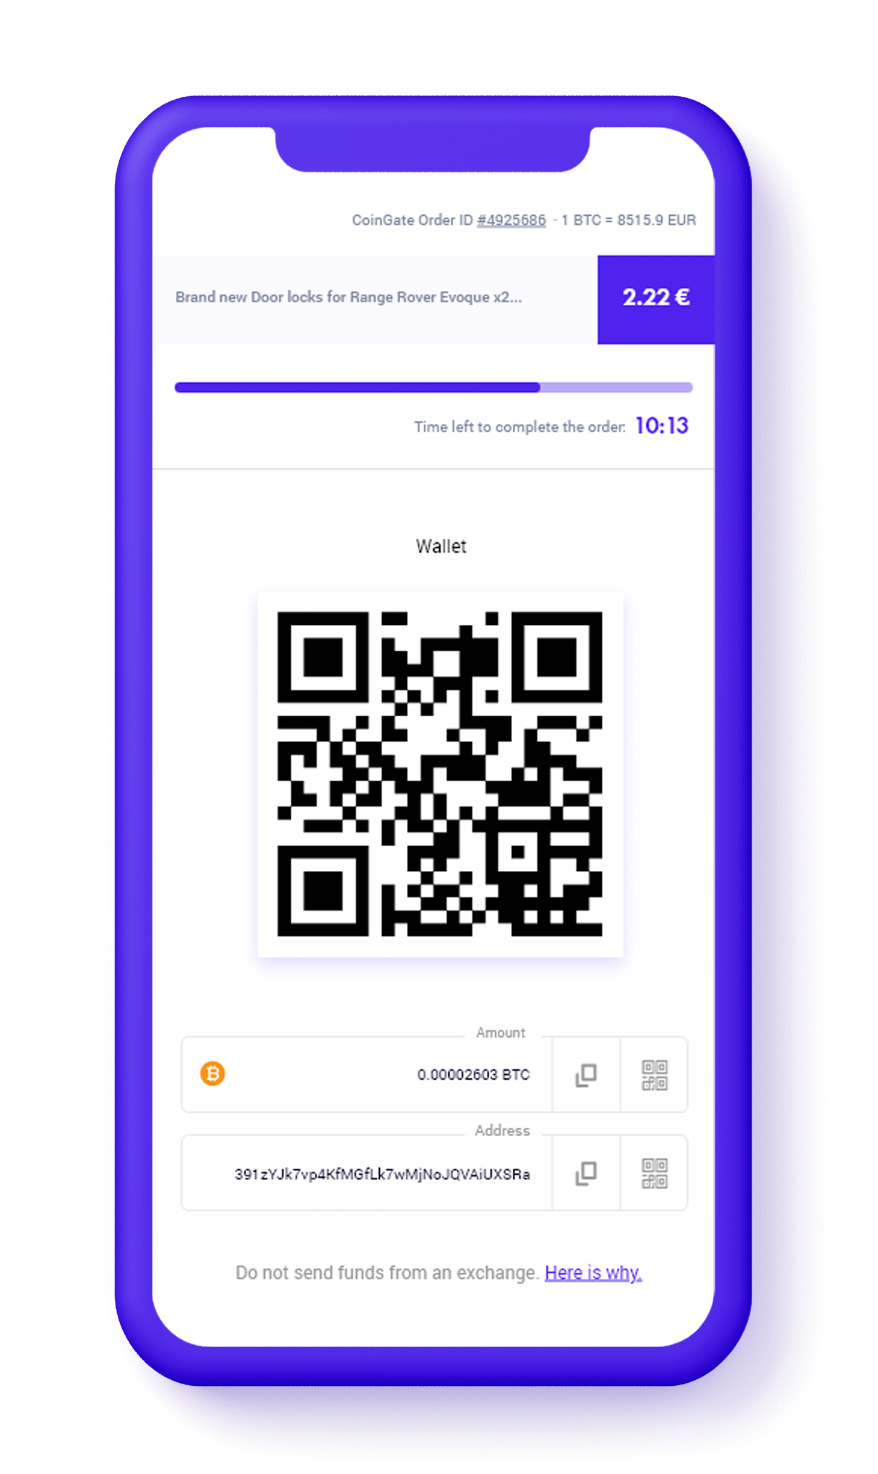 CoinGate Order ID #4925686 · 1 BTC = 8515.9 EUR
Brand new Door locks for Range Rover Evoque x2...
2.22 €
Time left to complete the order: 10:13
Wallet
Amount
0.00002603 BTC
Address
391zYJk7vp4KfMGfLk7wMjNoJQVAiUXSRa
Do not send funds from an exchange. Here is why.